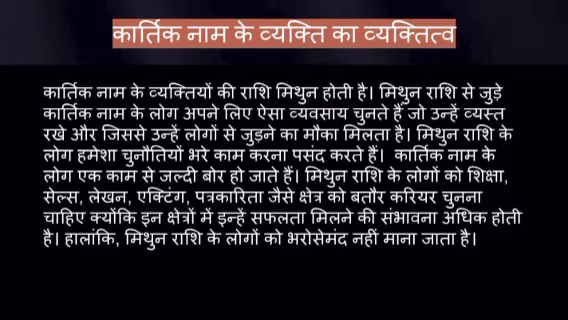 कार्तिक नाम के व्यक्ति का व्यक्तित्व
कार्तिक नाम के व्यक्तियों की राशि मिथुन होती है। मिथुन राशि से जुड़े
कार्तिक नाम के लोग अपने लिए ऐसा व्यवसाय चुनते हैं जो उन्हें व्यस्त
रखे और जिससे उन्हें लोगों से जुड़ने का मौका मिलता है। मिथुन राशि के
लोग हमेशा चुनौतियों भरे काम करना पसंद करते हैं। कार्तिक नाम के
लोग एक काम से जल्दी बोर हो जाते हैं। मिथुन राशि के लोगों को शिक्षा,
सेल्स, लेखन, एक्टिंग, पत्रकारिता जैसे क्षेत्र को बतौर करियर चुनना
चाहिए क्योंकि इन क्षेत्रों में इन्हें सफलता मिलने की संभावना अधिक होती
है। हालांकि, मिथुन राशि के लोगों को भरोसेमंद नहीं माना जाता है।